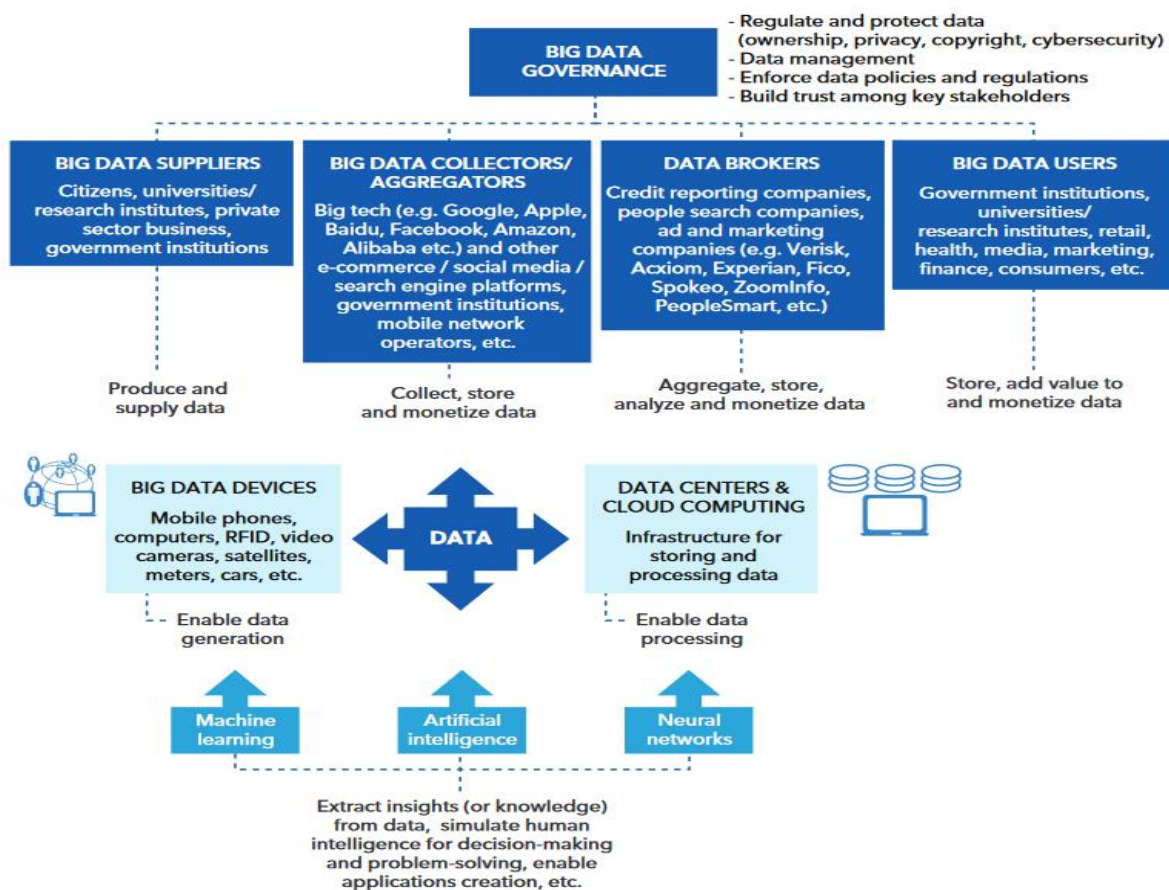 BIG DATA
GOVERNANCE
- Regulate and protect data
(ownership, privacy, copyright, cybersecurity)
- Data management
- Enforce data policies and regulations
- Build trust among key stakeholders
BIG DATA SUPPLIERS
Citizens, universities/
research institutes, private
sector business,
government institutions
BIG DATA COLLECTORS/
AGGREGATORS
Big tech (e.g. Google, Apple,
Baidu, Facebook, Amazon,
Alibaba etc.) and other
e-commerce / social media /
search engine platforms,
government institutions,
mobile network
operators, etc.
DATA BROKERS
Credit reporting companies,
people search companies,
ad and marketing
companies (e.g. Verisk,
Acxiom, Experian, Fico,
Spokeo, ZoomInfo,
PeopleSmart, etc.)
BIG DATA USERS
Government institutions,
universities/
research institutes, retail,
health, media, marketing,
finance, consumers, etc.
Produce and
supply data
Collect, store
and monetize data
Aggregate, store,
analyze and monetize data
Store, add value to
and monetize data
BIG DATA DEVICES
Mobile phones,
computers, RFID, video
cameras, satellites,
meters, cars, etc.
DATA
DATA CENTERS &
CLOUD COMPUTING
Infrastructure for
storing and
processing data
Enable data
generation
Enable data
processing
Machine
learning
Artificial
intelligence
Neural
networks
Extract insights (or knowledge)
from data, simulate human
intelligence for decision-making
and problem-solving, enable
applications creation, etc.